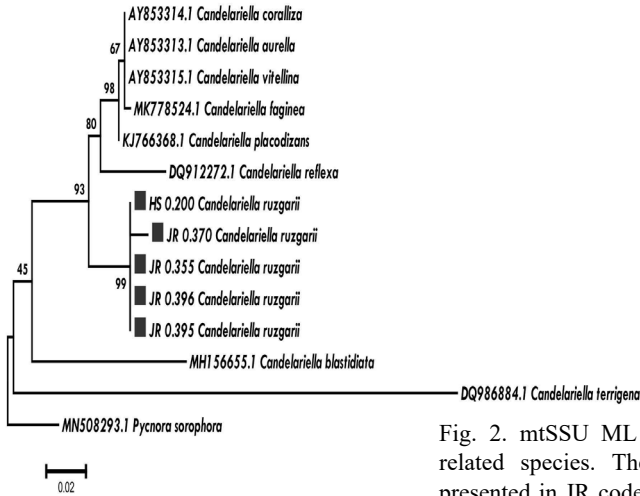 AY853314.1 Candelariella coralliza
67
AY853313.1 Candelariella aurella
AY853315.1 Candelariella vitellina
98
MK778524.1 Candelariella faginea
80
KJ766368.1 Candelariella placodizans
DQ912272.1 Candelariella reflexa
93
HS 0.200 Candelariella ruzgarii
JR 0.370 Candelariella ruzgarii
45
JR 0.355 Candelariella ruzgarii
99
JR 0.396 Candelariella ruzgarii
JR 0.395 Candelariella ruzgarii
MH156655.1 Candelariella blastidiata
DQ986884.1 Candelariella terrigena
MN508293.1 Pycnora sorophora
0.02
Fig. 2. mtSSU ML
related species. The
presented in JR code